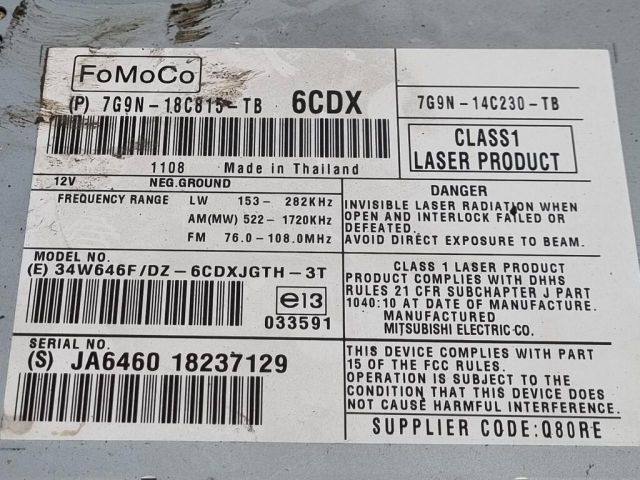 FoMoCo
(P) 7G9N-18C815-TB 6CDX
1108 Made in Thailand
7G9N-14C230-TB
CLASS1
LASER PRODUCT
12V NEG.GROUND
FREQUENCY RANGE LW 153-282KHz
AM(MW) 522-1720KHz
FM 76.0-108.0MHz
DANGER
INVISIBLE LASER RADIATION WHEN
OPEN AND INTERLOCK FAILED OR
DEFEATED.
AVOID DIRECT EXPOSURE TO BEAM.
MODEL NO.
(E) 34W646F/DZ-6CDXJGTH-3T
e13
033591
CLASS 1 LASER PRODUCT
PRODUCT COMPLIES WITH DHHS
RULES 21 CFR SUBCHAPTER J PART
1040:10 AT DATE OF MANUFACTURE.
MANUFACTURED
MITSUBISHI ELECTRIC CO.
SERIAL NO.
(S) JA6460 18237129
THIS DEVICE COMPLIES WITH PART
15 OF THE FCC RULES.
OPERATION IS SUBJECT TO THE
CONDITION THAT THIS DEVICE DOES
NOT CAUSE HARMFUL INTERFERENCE.
SUPPLIER CODE:Q80RE